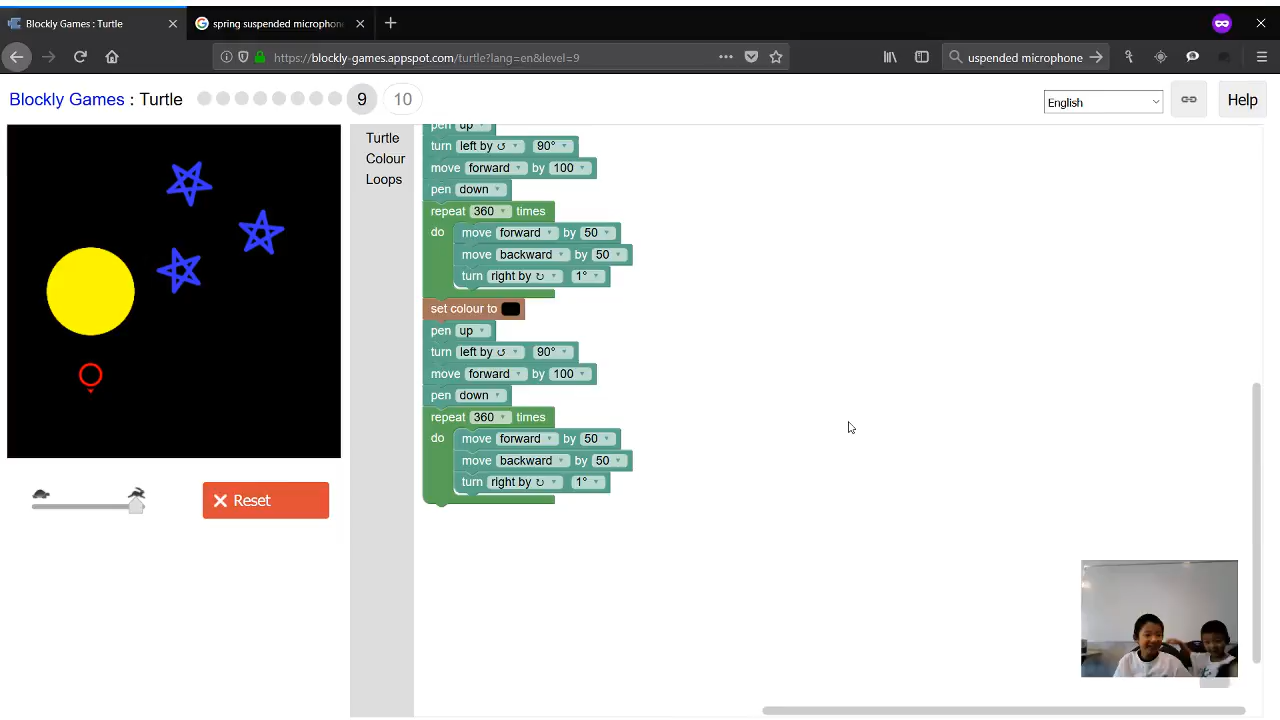 Blockly Games : Turtle
spring suspended microphon
https://blockly-games.appspot.com/turtle?lang=en&level=9
uspended microphone
Blockly Games : Turtle 9 10
English
Help
Turtle
Colour
Loops
pen up
turn left by ↺ 90°
move forward by 100
pen down
repeat 360 times
do move forward by 50
move backward by 50
turn right by ↻ 1°
set colour to
pen up
turn left by ↺ 90°
move forward by 100
pen down
repeat 360 times
do move forward by 50
move backward by 50
turn right by ↻ 1°
Reset